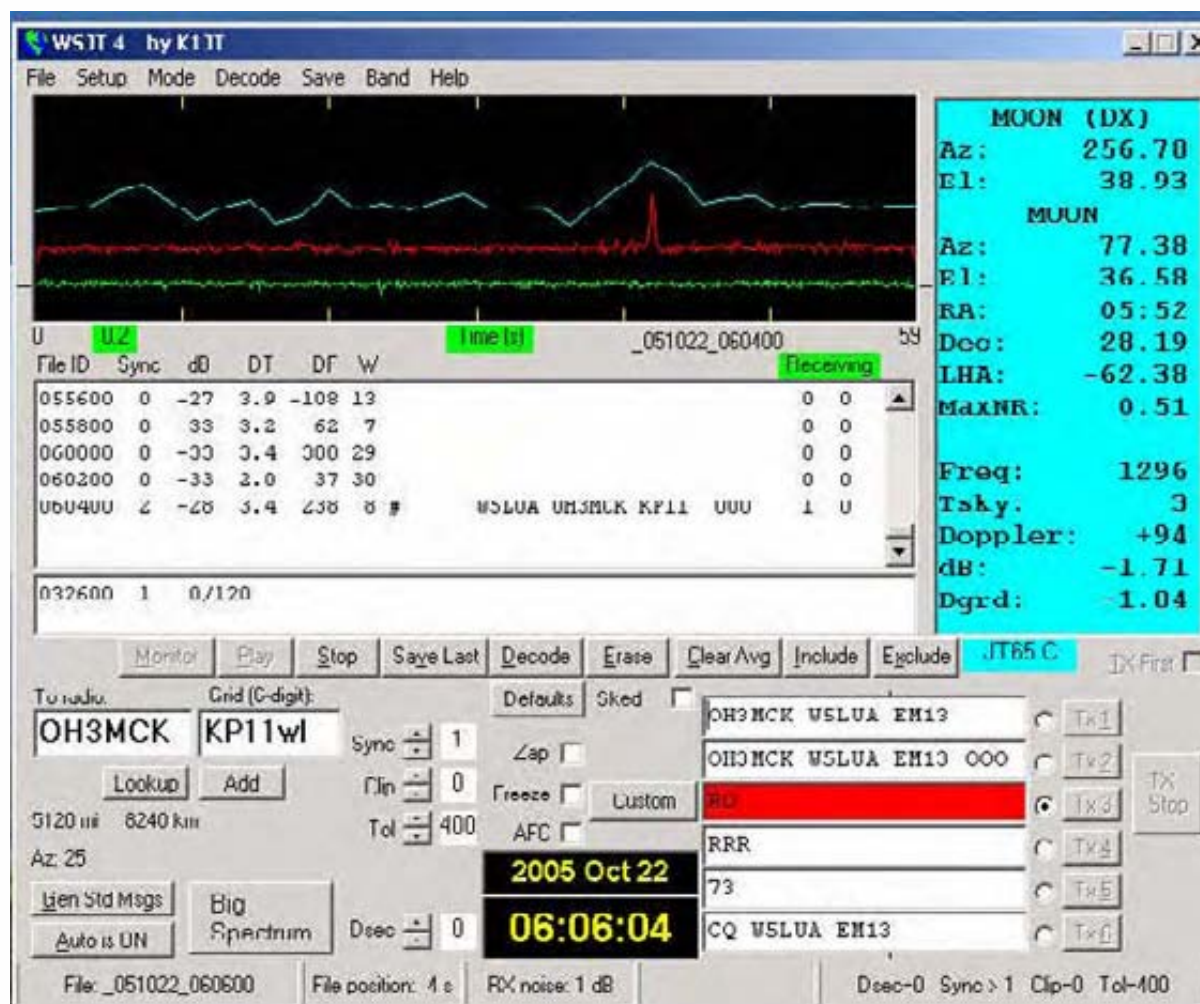 WSJT 4 by K1JT
File Setup Mode Decode Save Band Help
MOON (DX)
Az: 256.70
El: 38.93
MOON
Az: 77.38
El: 36.58
RA: 05:52
Dec: 28.19
LHA: -62.38
MaxNR: 0.51
Freq: 1296
Tsky: 3
Doppler: +94
dB: -1.71
Dgrd: -1.04
0 0.2 Time (s) _051022_060400 59
File ID Sync dB DT DF W Receiving
055600 0 -27 3.9 -108 13 0 0
055800 0 33 3.2 62 7 0 0
060000 0 -33 3.4 300 29 0 0
060200 0 -33 2.0 37 30 0 0
060400 2 -28 3.4 238 8 # W5LUA OH3MCK KP11 OOO 1 0
032600 1 0/120
Monitor Play Stop Save Last Decode Erase Clear Avg Include Exclude JT65 C TX First
To radio: Grid (6-digit):
OH3MCK KP11wl
Lookup Add
5120 mi 8240 km
Az: 25
Gen Std Msgs
Auto is ON
Big Spectrum
Sync 1
Clip 0
Tol 400
Dsec 0
Defaults Sked
Zap
Freeze
AFC
Custom
2005 Oct 22
06:06:04
OH3MCK W5LUA EM13 Tx1
OH3MCK W5LUA EM13 OOO Tx2
RO Tx3
RRR Tx4
73 Tx5
CQ W5LUA EM13 Tx6
TX Stop
File: _051022_060600 File position: 4 s RX noise: 1 dB Dsec-0 Sync > 1 Clip-0 Tol-400